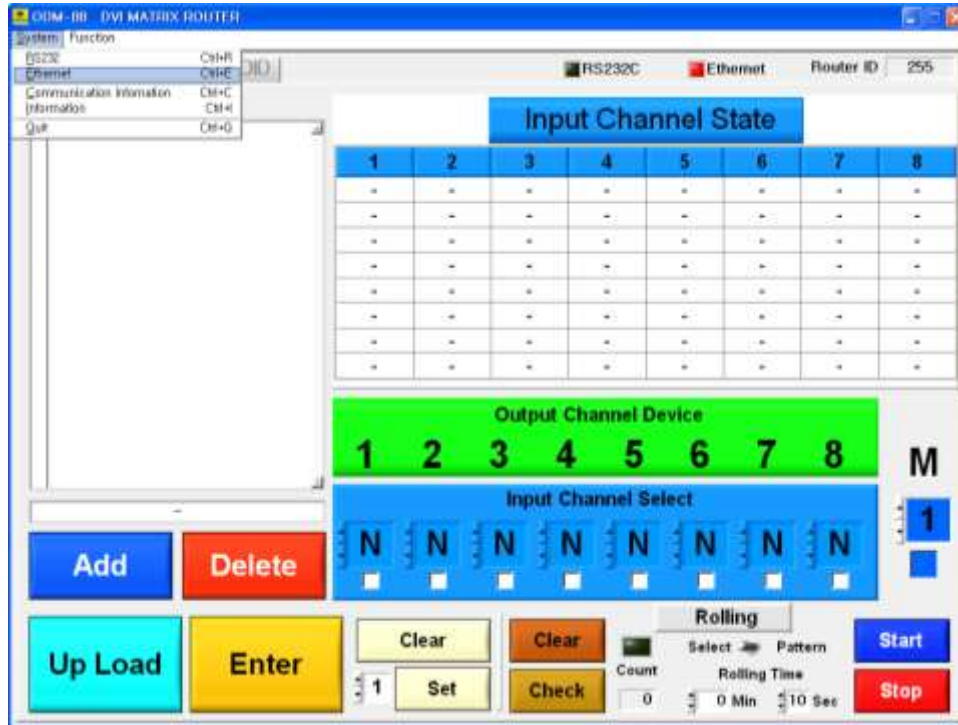 ODM-88 DVI MATRIX ROUTER
System Function
RS232 Ctrl+R
Ethernet Ctrl+E
Communication Information Ctrl+C
Information Ctrl+I
Quit Ctrl+Q
RS232C Ethernet Router ID 255
Input Channel State
1 2 3 4 5 6 7 8
- - - - - - - -
- - - - - - - -
- - - - - - - -
- - - - - - - -
- - - - - - - -
- - - - - - - -
- - - - - - - -
- - - - - - - -
Output Channel Device
1 2 3 4 5 6 7 8
M
Input Channel Select
N N N N N N N N
1
-
Add Delete
Up Load Enter
Clear
1 Set
Clear
Check
Rolling
Select Pattern
Count
0
Rolling Time
0 Min 10 Sec
Start
Stop